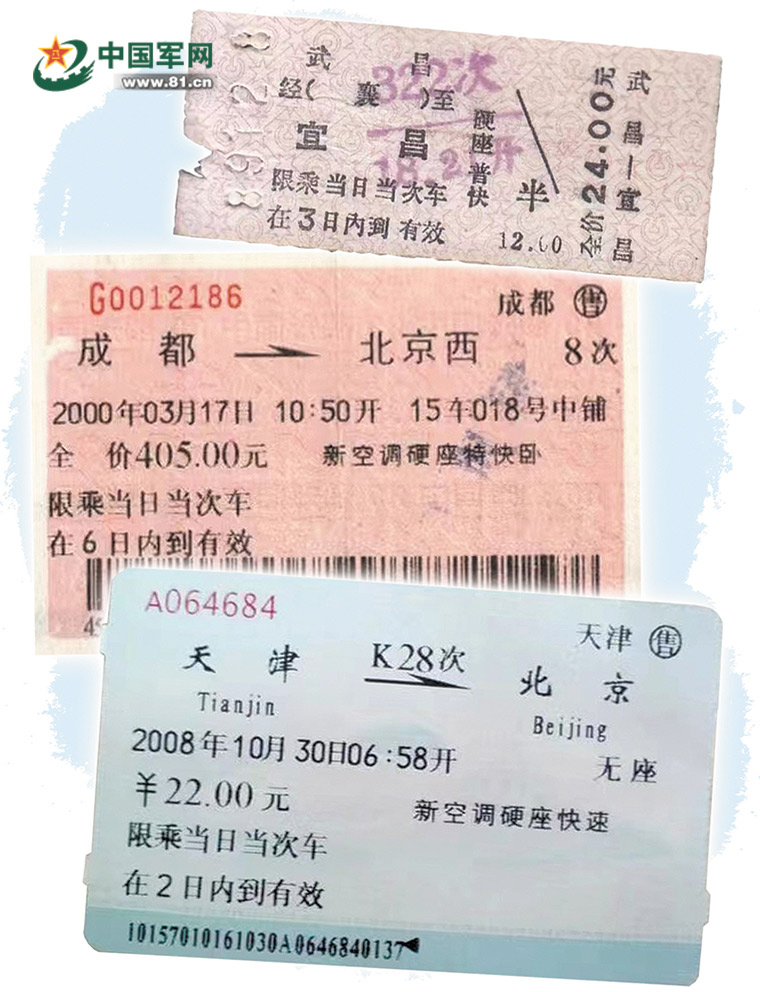 中国军网
www.81.cn
武 昌
经( 襄 )至
宜 昌
限乘当日当次车
在3日内到有效
322次
18.2 开
硬座普快
半
12.00
全价24.00元
武昌—宜昌
G0012186
成都 售
成 都 北京西 8次
2000年03月17日 10:50开 15车018号中铺
全 价405.00元 新空调硬座特快卧
限乘当日当次车
在6日内到有效
A064684
天津 售
天 津 K28次 北 京
Tianjin Beijing
2008年10月30日06:58开 无座
￥22.00元 新空调硬座快速
限乘当日当次车
在2日内到有效
10157010161030A0646840137